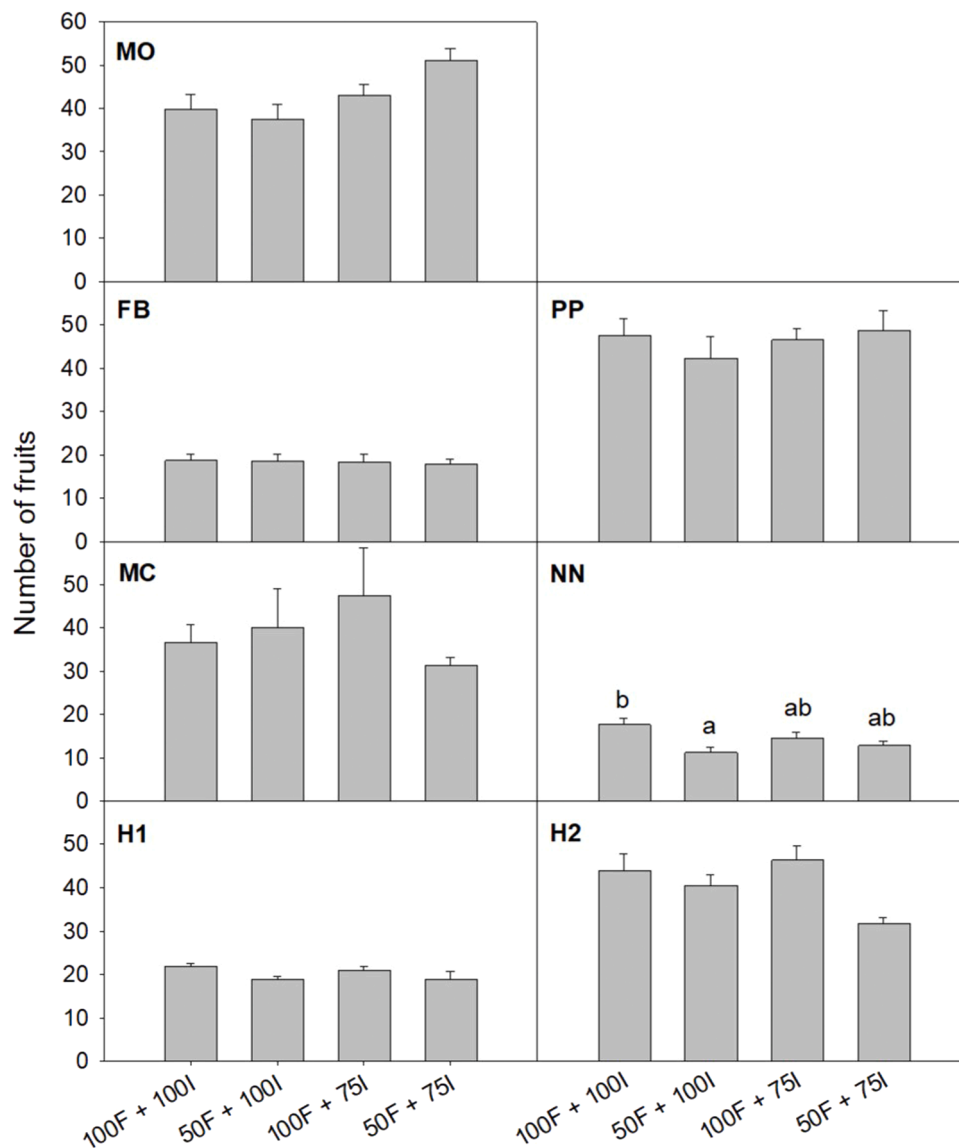 Number of fruits
60
50
40
30
20
10
0
MO
50
40
30
20
10
0
FB
PP
50
40
30
20
10
0
MC
NN
b
a
ab
ab
50
40
30
20
10
0
H1
H2
100F + 100I
50F + 100I
100F + 75I
50F + 75I
100F + 100I
50F + 100I
100F + 75I
50F + 75I